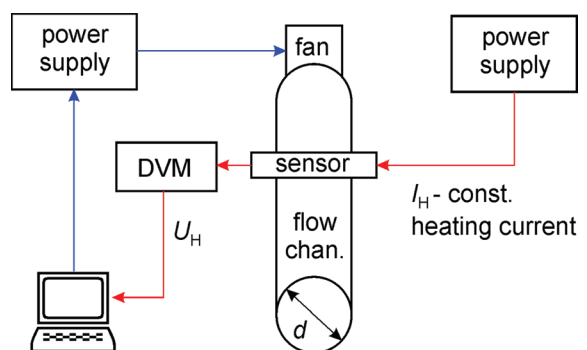 power
supply
fan
power
supply
DVM
sensor
I_H - const.
heating current
U_H
flow
chan.
d